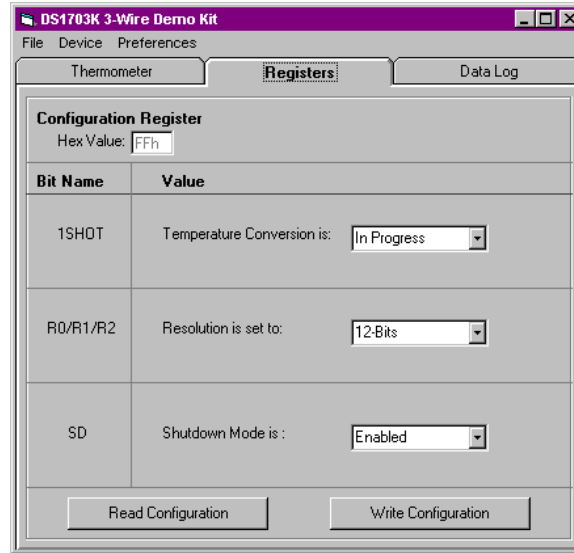 DS1703K 3-Wire Demo Kit
File Device Preferences
Thermometer Registers Data Log
Configuration Register
Hex Value: FFh
Bit Name Value
1SHOT Temperature Conversion is: In Progress
R0/R1/R2 Resolution is set to: 12-Bits
SD Shutdown Mode is : Enabled
Read Configuration Write Configuration